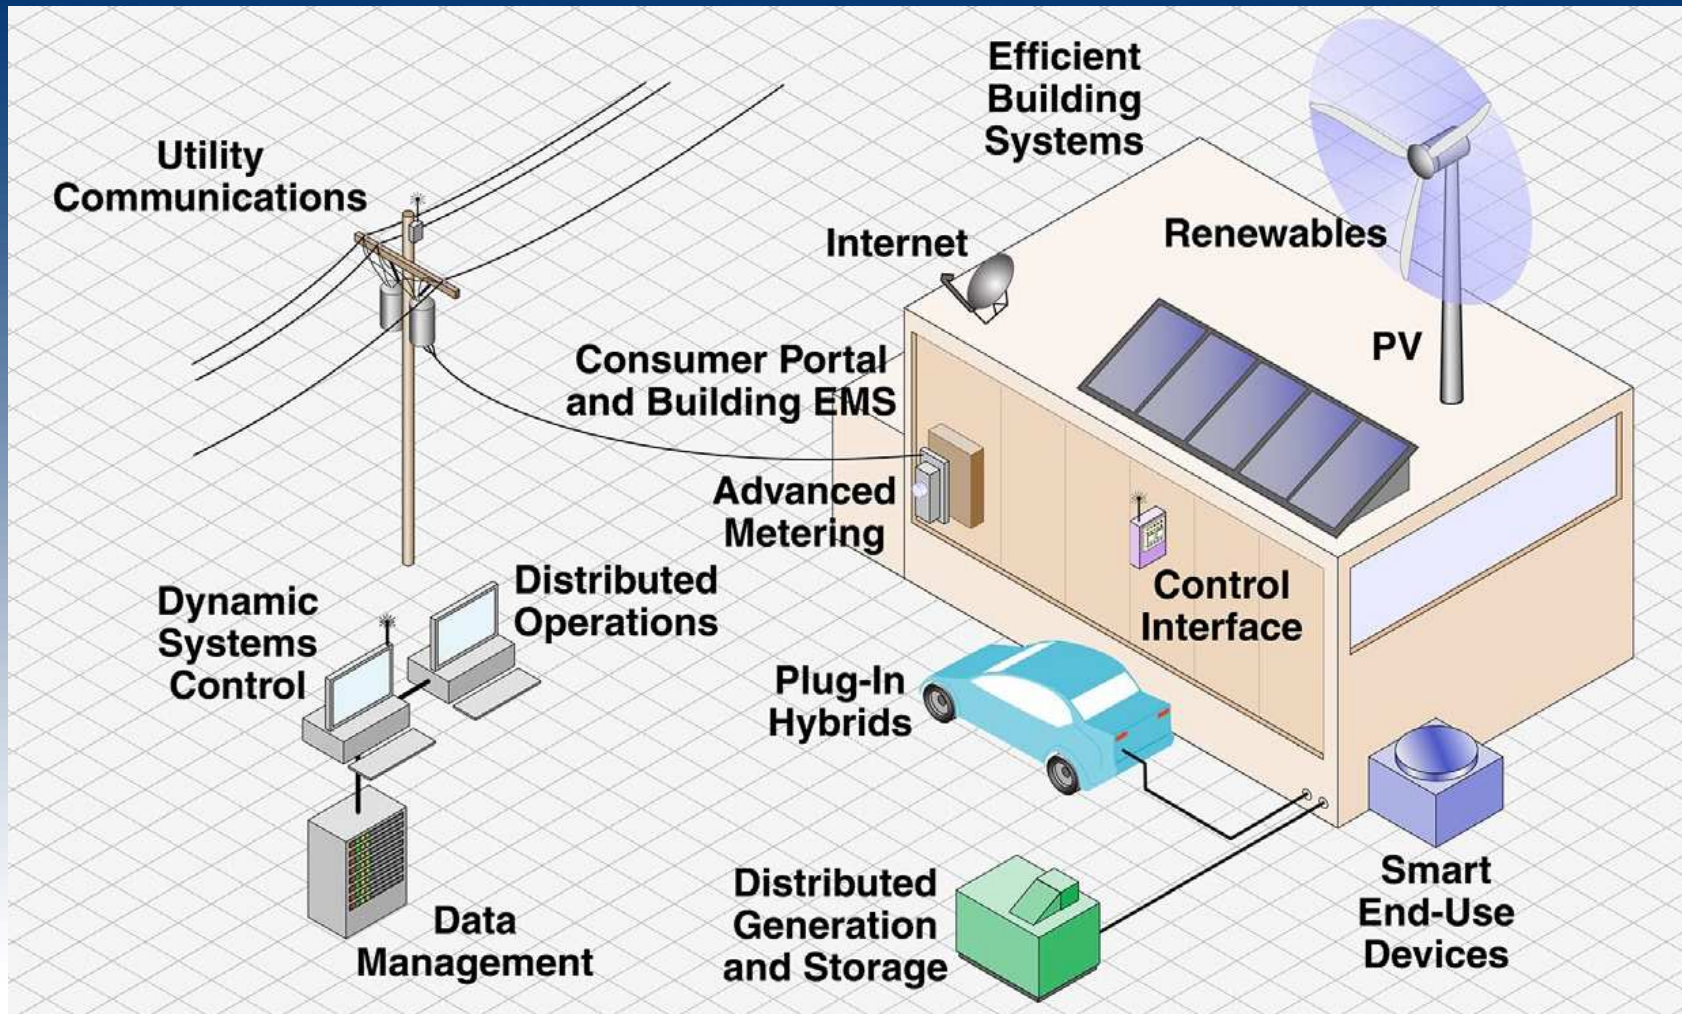 Efficient
Building
Systems
Utility
Communications
Internet
Renewables
PV
Consumer Portal
and Building EMS
Advanced
Metering
Control
Interface
Dynamic
Systems
Control
Distributed
Operations
Plug-In
Hybrids
Data
Management
Distributed
Generation
and Storage
Smart
End-Use
Devices